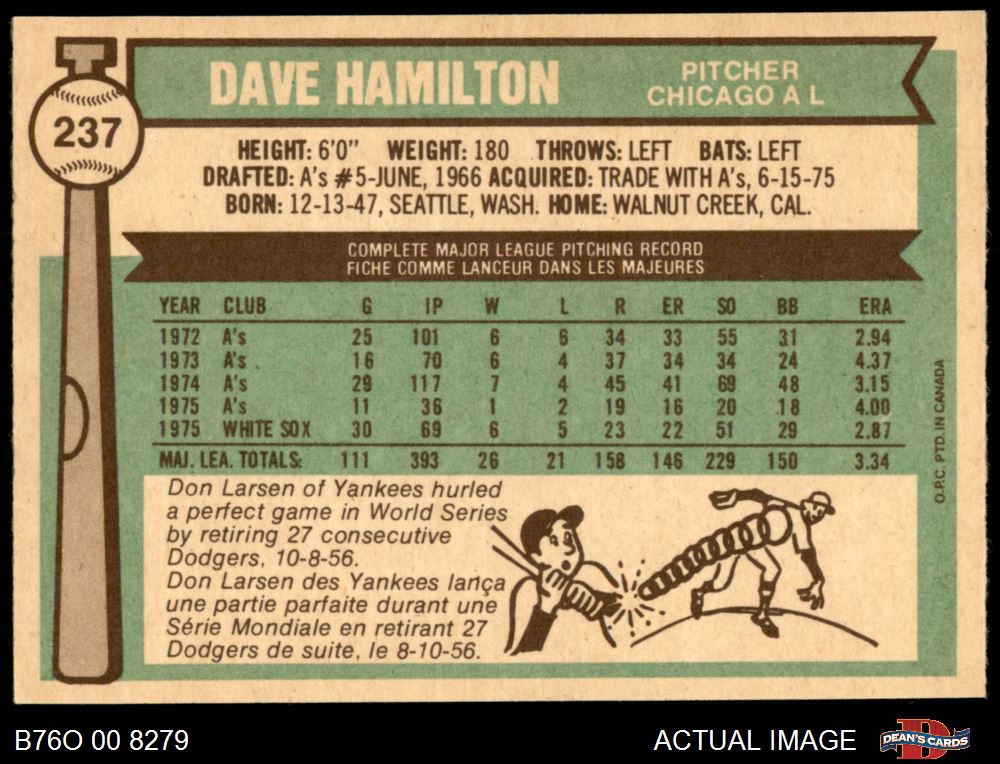 DAVE HAMILTON
PITCHER
CHICAGO A L
237
HEIGHT: 6'0" WEIGHT: 180 THROWS: LEFT BATS: LEFT
DRAFTED: A's #5-JUNE, 1966 ACQUIRED: TRADE WITH A's, 6-15-75
BORN: 12-13-47, SEATTLE, WASH. HOME: WALNUT CREEK, CAL.
COMPLETE MAJOR LEAGUE PITCHING RECORD
FICHE COMME LANCEUR DANS LES MAJEURES
YEAR CLUB G IP W L R ER SO BB ERA
1972 A's 25 101 6 6 34 33 55 31 2.94
1973 A's 16 70 6 4 37 34 34 24 4.37
1974 A's 29 117 7 4 45 41 69 48 3.15
1975 A's 11 36 1 2 19 16 20 18 4.00
1975 WHITE SOX 30 69 6 5 23 22 51 29 2.87
MAJ. LEA. TOTALS: 111 393 26 21 158 146 229 150 3.34
O.P.C. PTD. IN CANADA
Don Larsen of Yankees hurled
a perfect game in World Series
by retiring 27 consecutive
Dodgers, 10-8-56.
Don Larsen des Yankees lança
une partie parfaite durant une
Série Mondiale en retirant 27
Dodgers de suite, le 8-10-56.
B76O 00 8279
ACTUAL IMAGE
DEAN'S CARDS